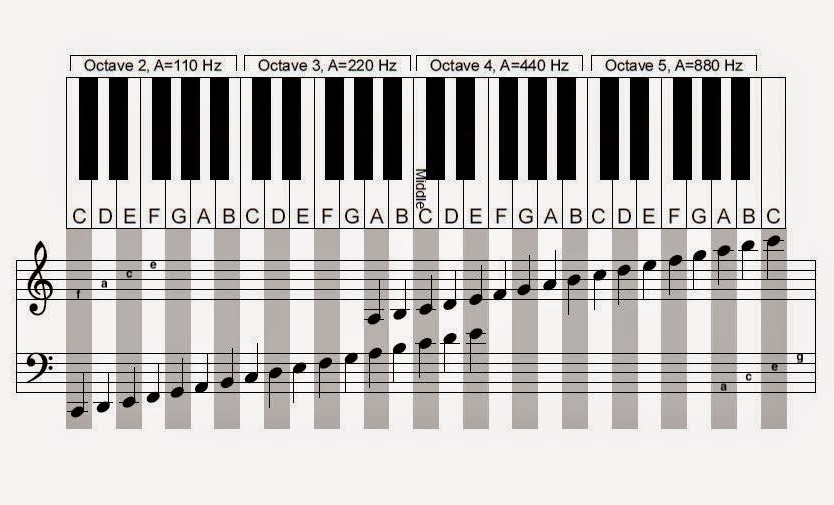 Octave 2, A=110 Hz Octave 3, A=220 Hz Octave 4, A=440 Hz Octave 5, A=880 Hz
Middle
C D E F G A B C D E F G A B C D E F G A B C D E F G A B C
f a c e
a c e g